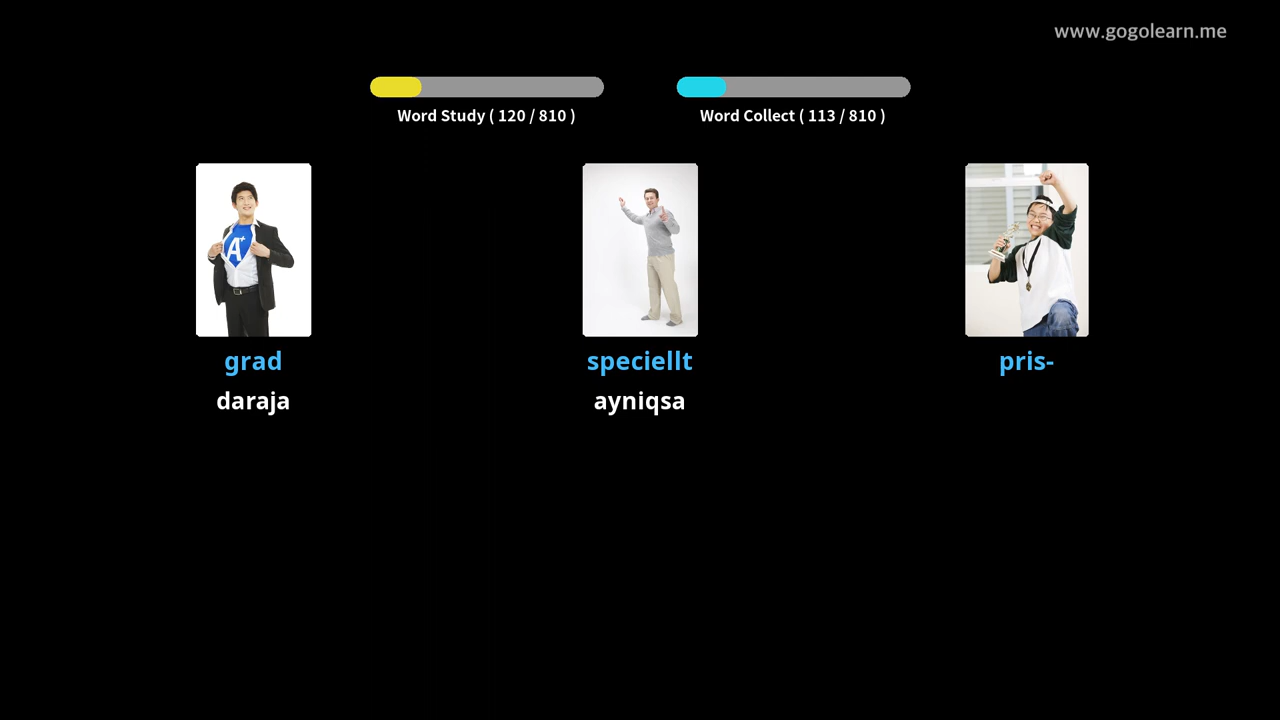 www.gogolearn.me
Word Study ( 120 / 810 )
Word Collect ( 113 / 810 )
A+
grad
speciellt
pris-
daraja
ayniqsa